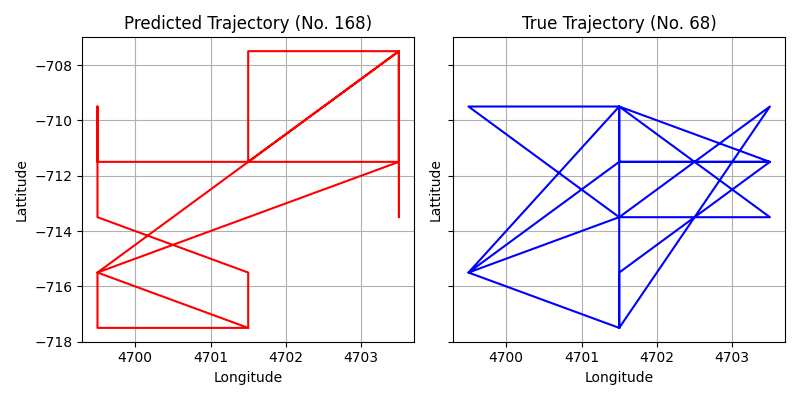 Predicted Trajectory (No. 168)
True Trajectory (No. 68)
Lattitude
−708
−710
−712
−714
−716
−718
4700
4701
4702
4703
Longitude
Lattitude
4700
4701
4702
4703
Longitude